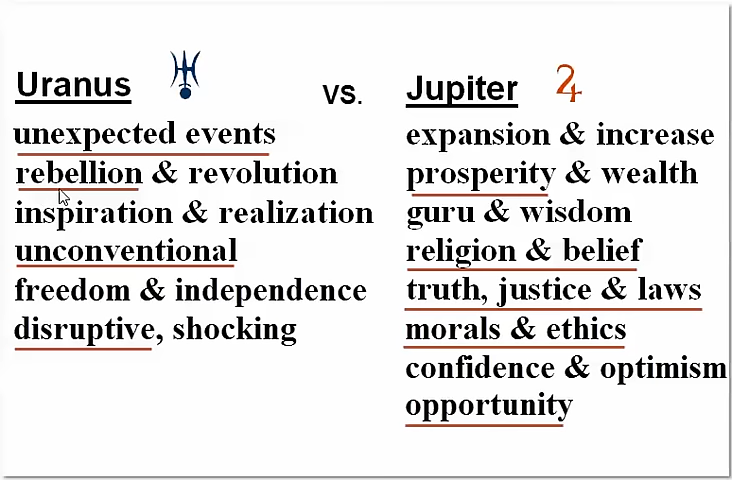 Uranus
vs.
Jupiter
unexpected events
rebellion & revolution
inspiration & realization
unconventional
freedom & independence
disruptive, shocking
expansion & increase
prosperity & wealth
guru & wisdom
religion & belief
truth, justice & laws
morals & ethics
confidence & optimism
opportunity